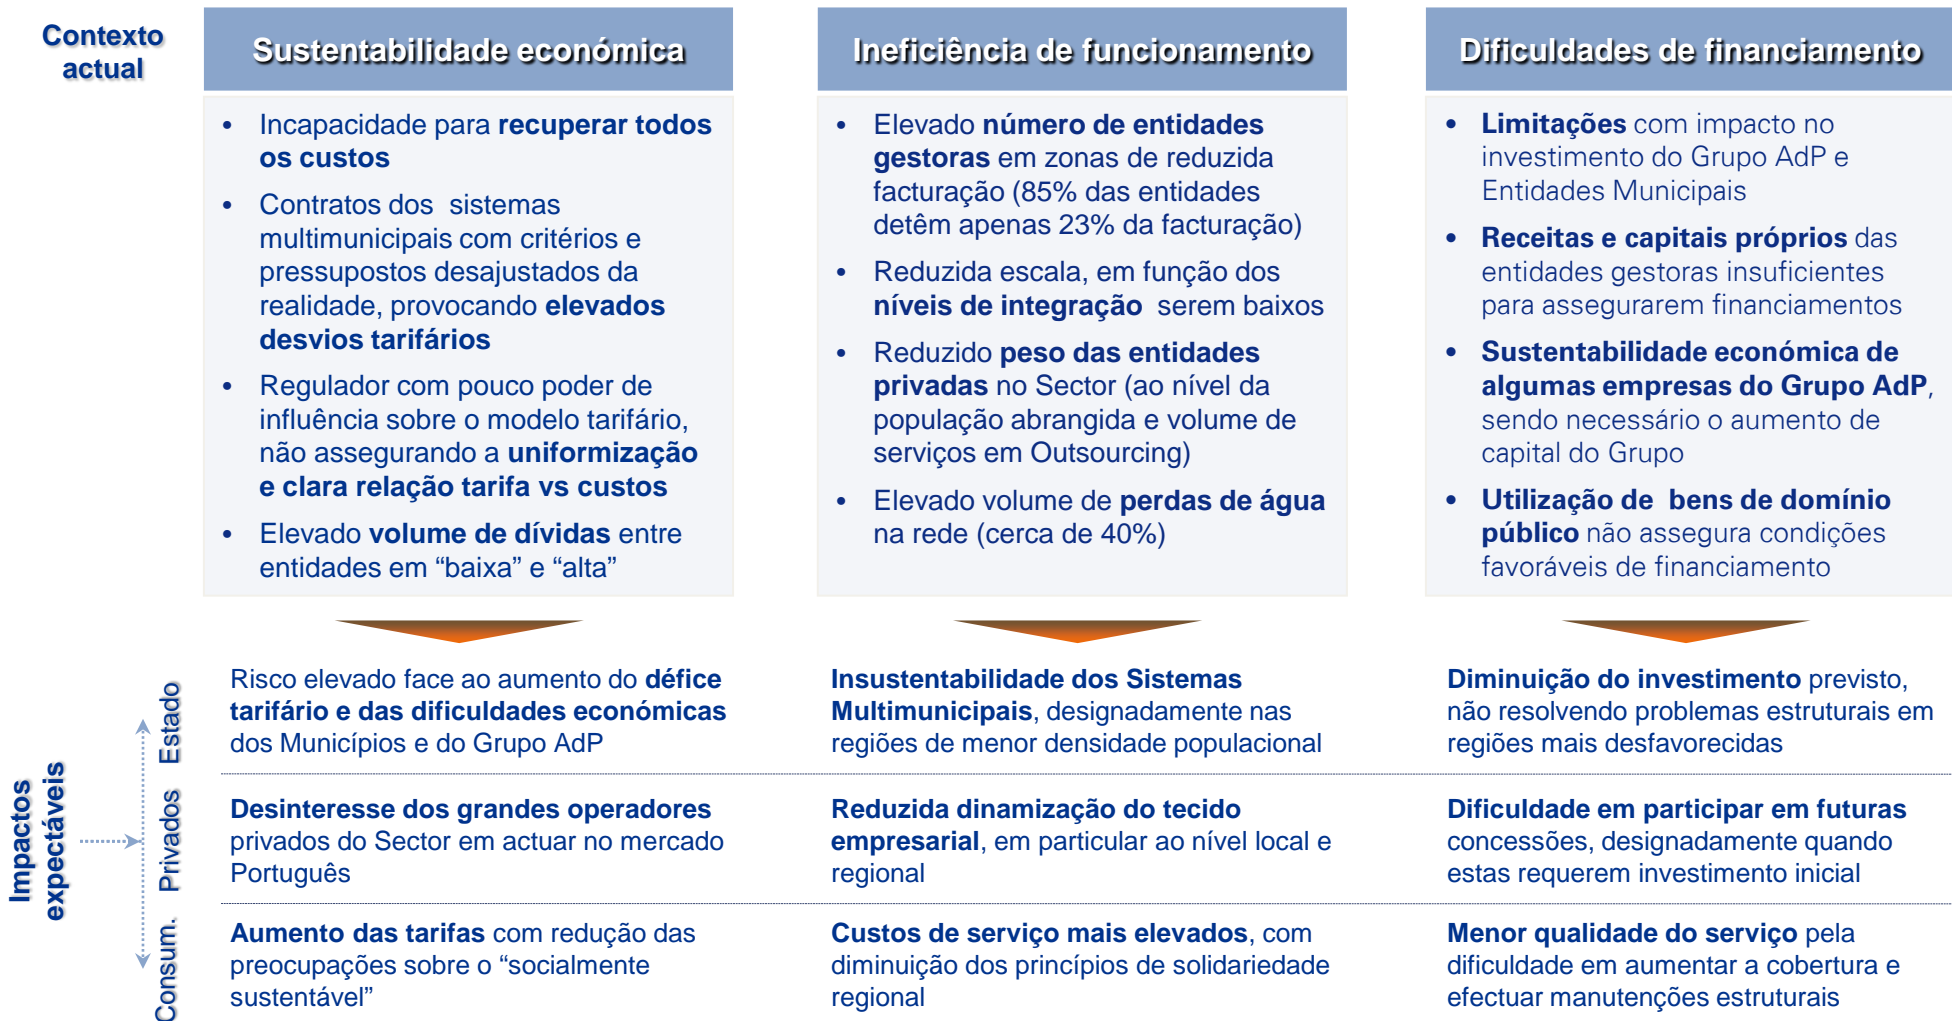 Contexto
actual
Sustentabilidade económica
• Incapacidade para recuperar todos
os custos
• Contratos dos sistemas
multimunicipais com critérios e
pressupostos desajustados da
realidade, provocando elevados
desvios tarifários
• Regulador com pouco poder de
influência sobre o modelo tarifário,
não assegurando a uniformização
e clara relação tarifa vs custos
• Elevado volume de dívidas entre
entidades em “baixa” e “alta”
Ineficiência de funcionamento
• Elevado número de entidades
gestoras em zonas de reduzida
facturação (85% das entidades
detêm apenas 23% da facturação)
• Reduzida escala, em função dos
níveis de integração serem baixos
• Reduzido peso das entidades
privadas no Sector (ao nível da
população abrangida e volume de
serviços em Outsourcing)
• Elevado volume de perdas de água
na rede (cerca de 40%)
Dificuldades de financiamento
• Limitações com impacto no
investimento do Grupo AdP e
Entidades Municipais
• Receitas e capitais próprios das
entidades gestoras insuficientes
para assegurarem financiamentos
• Sustentabilidade económica de
algumas empresas do Grupo AdP,
sendo necessário o aumento de
capital do Grupo
• Utilização de bens de domínio
público não assegura condições
favoráveis de financiamento
Impactos
expectáveis
Estado
Risco elevado face ao aumento do défice
tarifário e das dificuldades económicas
dos Municípios e do Grupo AdP
Insustentabilidade dos Sistemas
Multimunicipais, designadamente nas
regiões de menor densidade populacional
Diminuição do investimento previsto,
não resolvendo problemas estruturais em
regiões mais desfavorecidas
Privados
Desinteresse dos grandes operadores
privados do Sector em actuar no mercado
Português
Reduzida dinamização do tecido
empresarial, em particular ao nível local e
regional
Dificuldade em participar em futuras
concessões, designadamente quando
estas requerem investimento inicial
Consum.
Aumento das tarifas com redução das
preocupações sobre o “socialmente
sustentável”
Custos de serviço mais elevados, com
diminuição dos princípios de solidariedade
regional
Menor qualidade do serviço pela
dificuldade em aumentar a cobertura e
efectuar manutenções estruturais